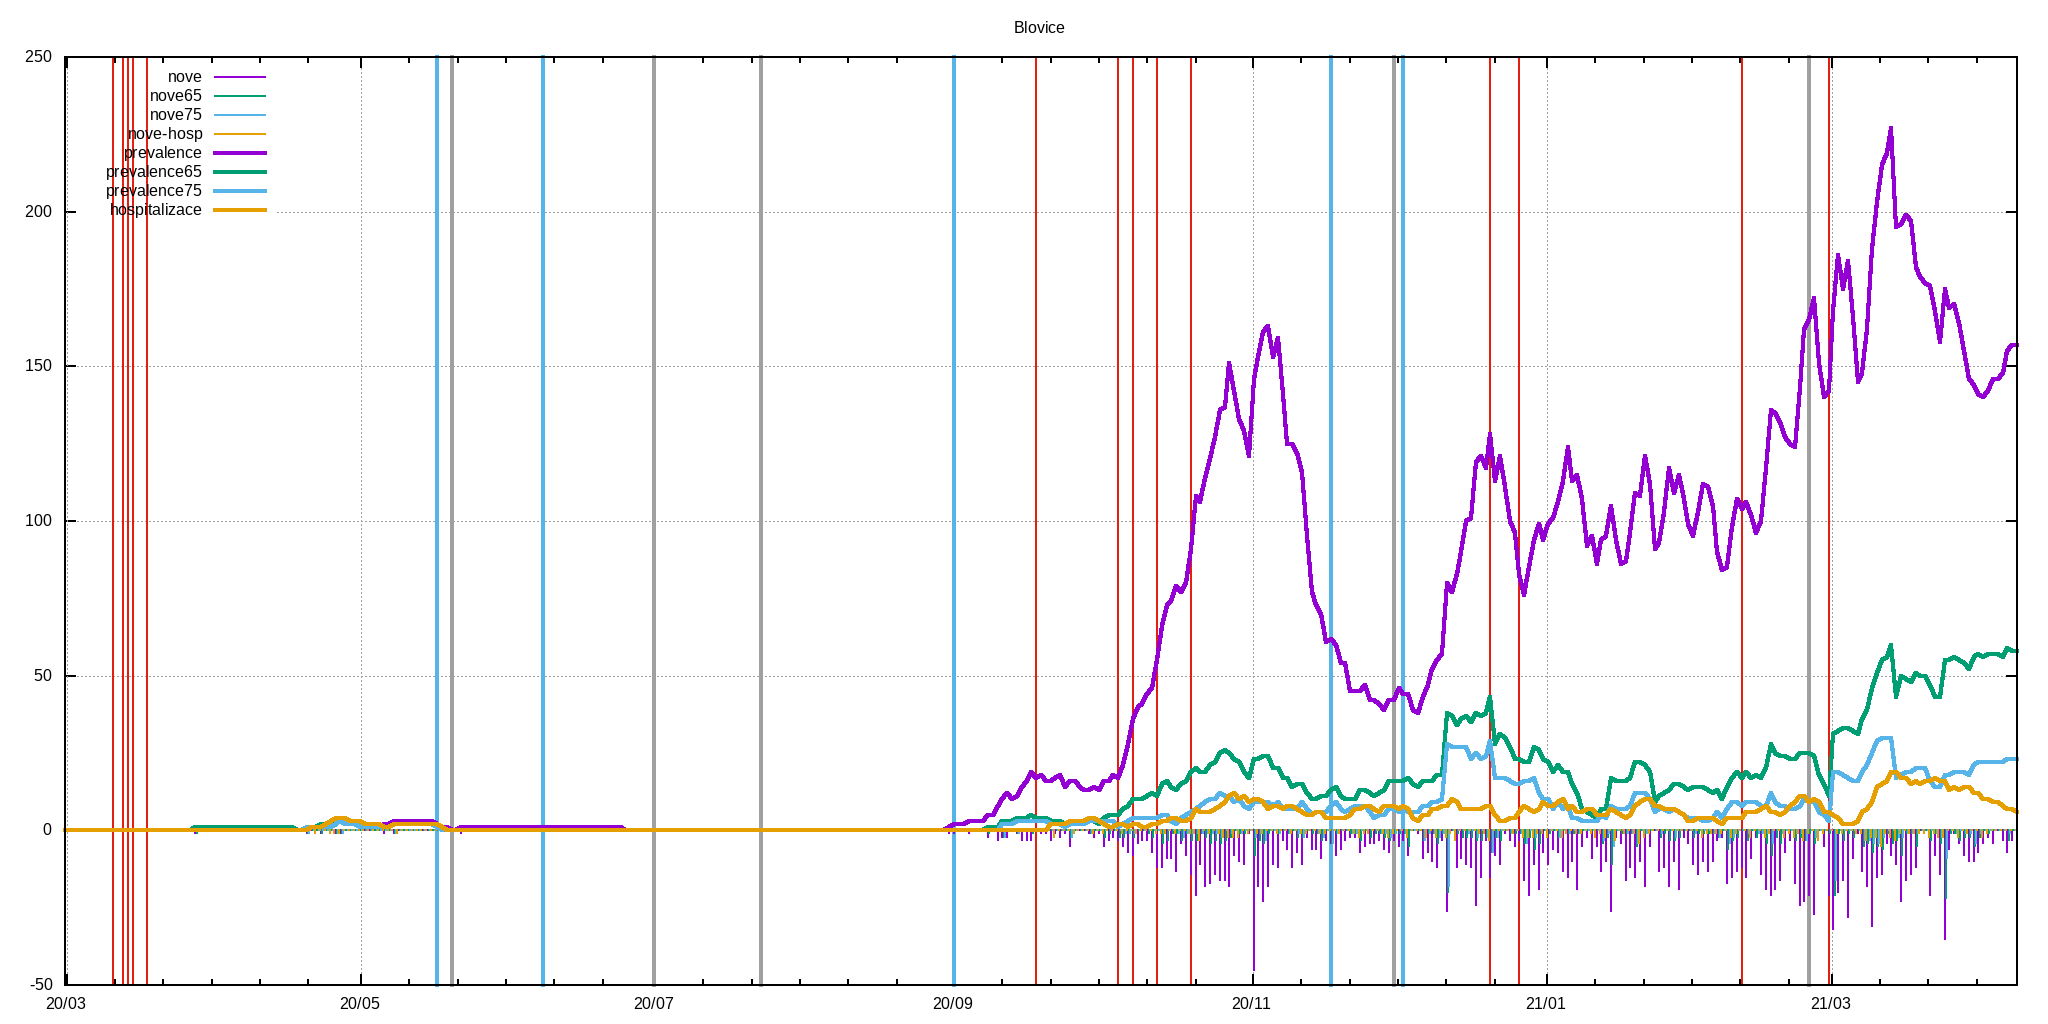 Blovice
250
nove
nove65
nove75
nove-hosp
prevalence
prevalence65
prevalence75
hospitalizace
200
150
100
50
0
-50
20/03 20/05 20/07 20/09 20/11 21/01 21/03